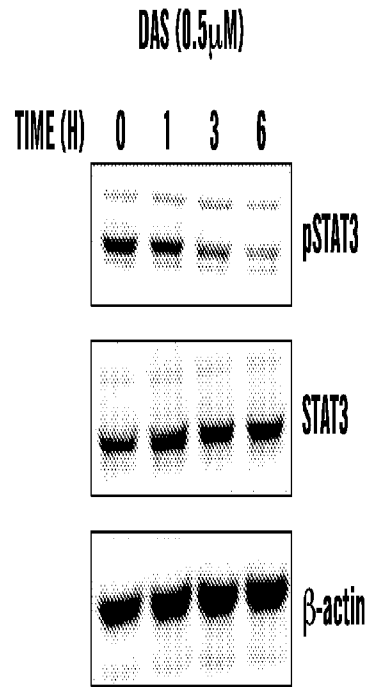 DAS (0.5μM)
TIME (H) 0 1 3 6
pSTAT3
STAT3
β-actin